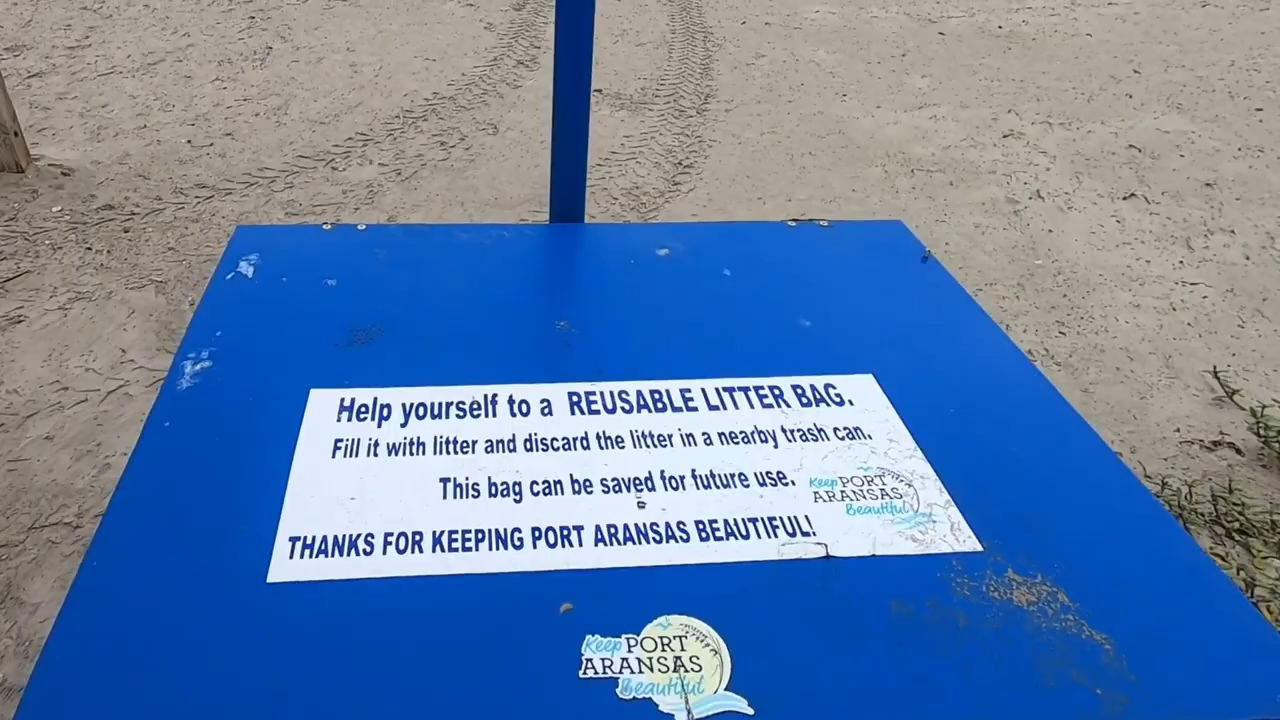 Help yourself to a REUSABLE LITTER BAG.
Fill it with litter and discard the litter in a nearby trash can.
This bag can be saved for future use.
Keep PORT
ARANSAS
Beautiful
THANKS FOR KEEPING PORT ARANSAS BEAUTIFUL!
Keep PORT
ARANSAS
Beautiful